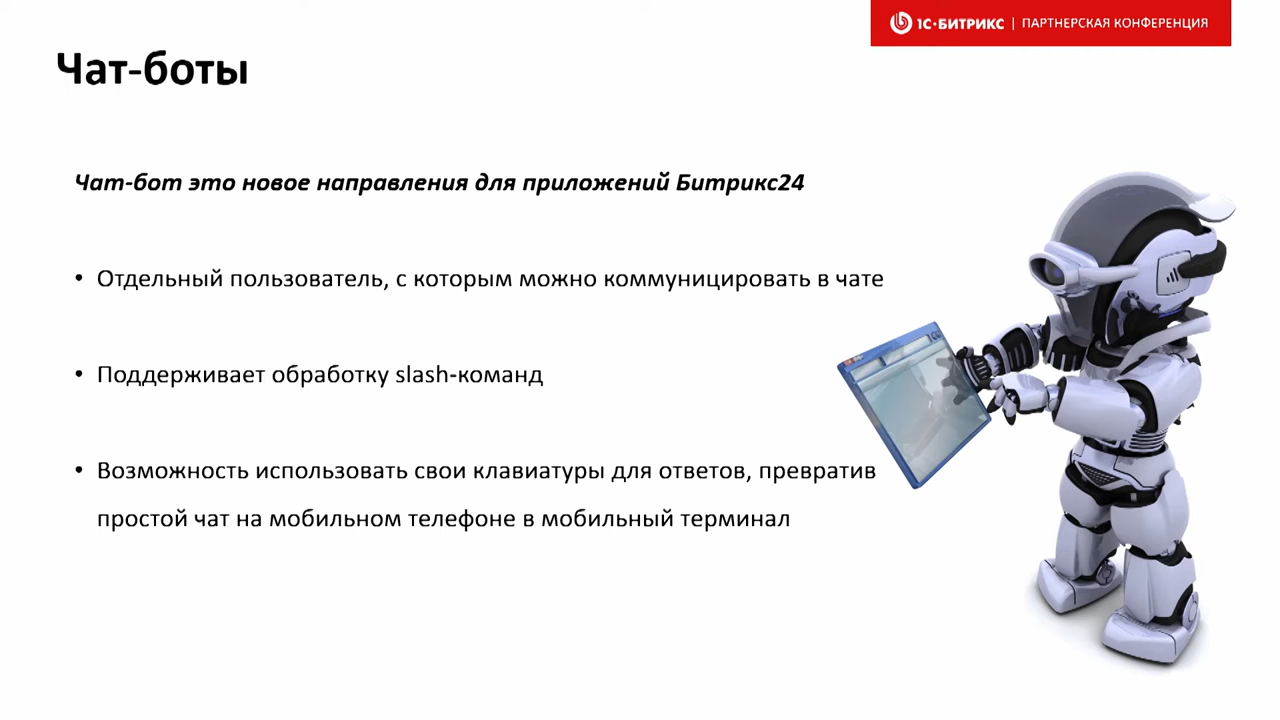 1С-БИТРИКС | ПАРТНЕРСКАЯ КОНФЕРЕНЦИЯ
Чат-боты
Чат-бот это новое направления для приложений Битрикс24
• Отдельный пользователь, с которым можно коммуницировать в чате
• Поддерживает обработку slash-команд
• Возможность использовать свои клавиатуры для ответов, превратив
простой чат на мобильном телефоне в мобильный терминал